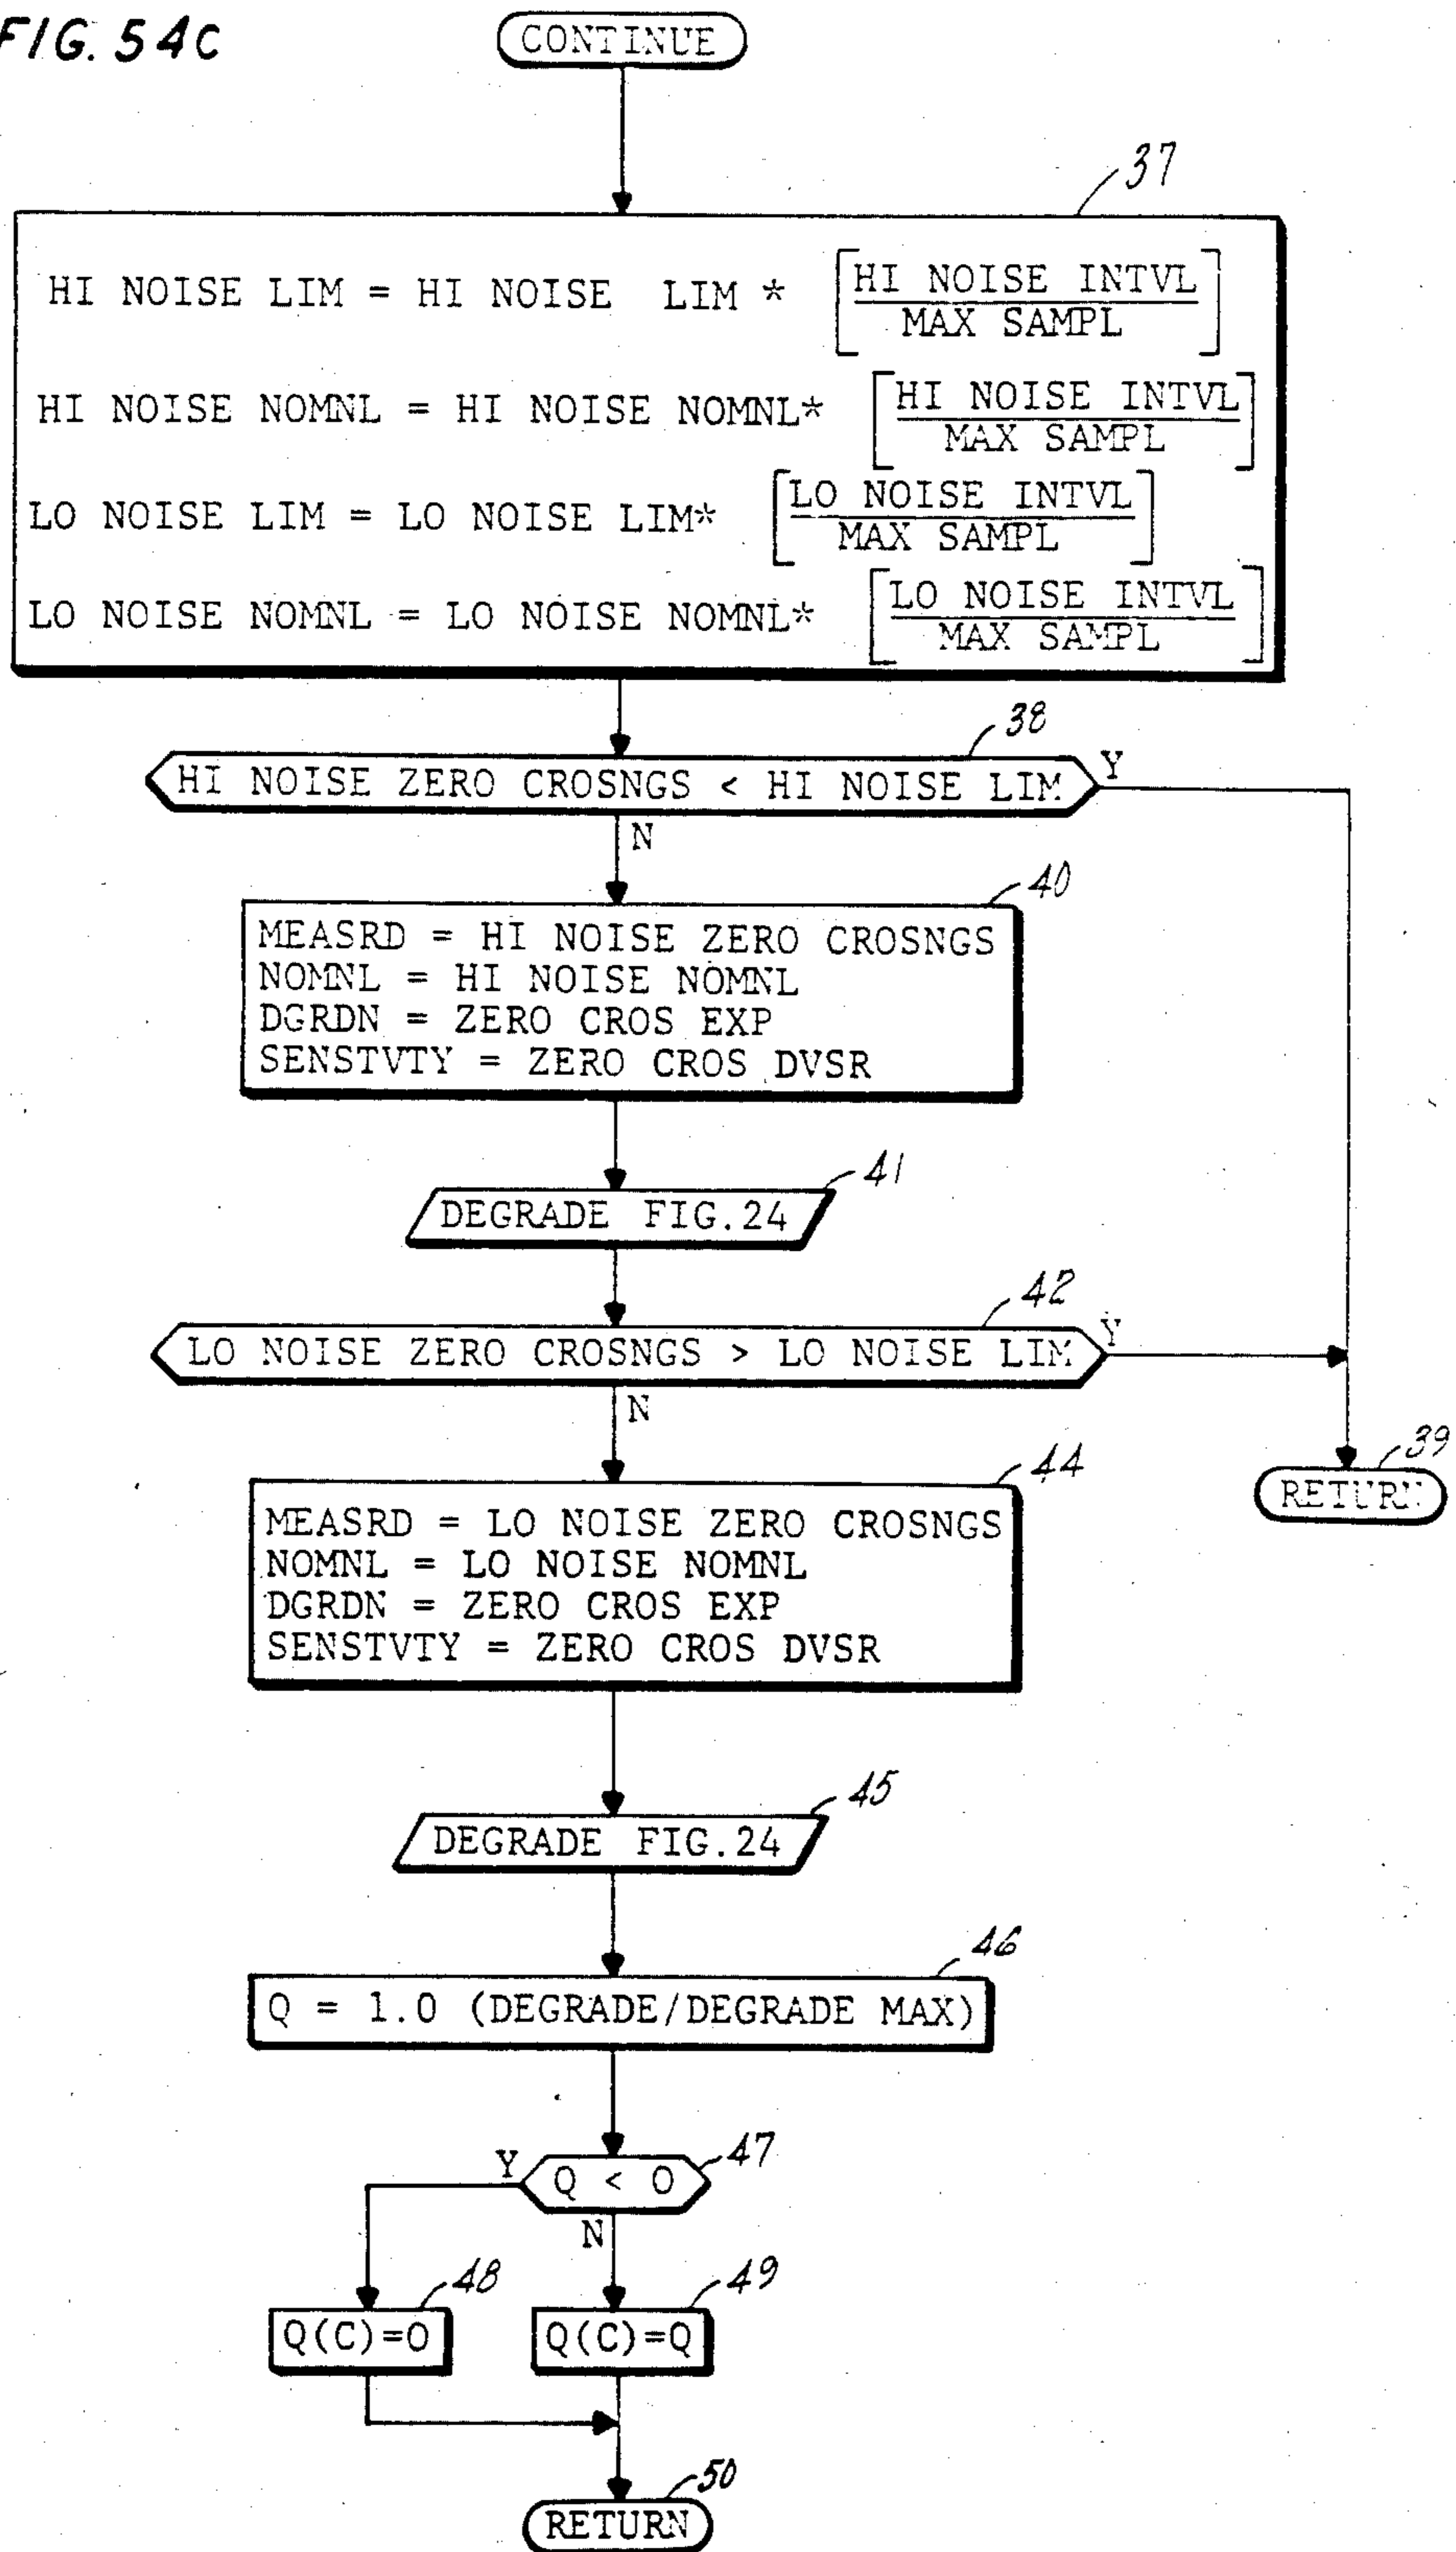 FIG. 54C
CONTINUE
37
HI NOISE LIM = HI NOISE LIM * [HI NOISE INTVL
MAX SAMPL]
HI NOISE NOMNL = HI NOISE NOMNL* [HI NOISE INTVL
MAX SAMPL]
LO NOISE LIM = LO NOISE LIM* [LO NOISE INTVL
MAX SAMPL]
LO NOISE NOMNL = LO NOISE NOMNL* [LO NOISE INTVL
MAX SAMPL]
38
HI NOISE ZERO CROSNGS < HI NOISE LIM
Y
N
40
MEASRD = HI NOISE ZERO CROSNGS
NOMNL = HI NOISE NOMNL
DGRDN = ZERO CROS EXP
SENSTVTY = ZERO CROS DVSR
41
DEGRADE FIG.24
42
LO NOISE ZERO CROSNGS > LO NOISE LIM
Y
N
39
RETURN
44
MEASRD = LO NOISE ZERO CROSNGS
NOMNL = LO NOISE NOMNL
DGRDN = ZERO CROS EXP
SENSTVTY = ZERO CROS DVSR
45
DEGRADE FIG.24
46
Q = 1.0 (DEGRADE/DEGRADE MAX)
47
Y
Q < 0
N
48
49
Q(C)=0
Q(C)=Q
50
RETURN